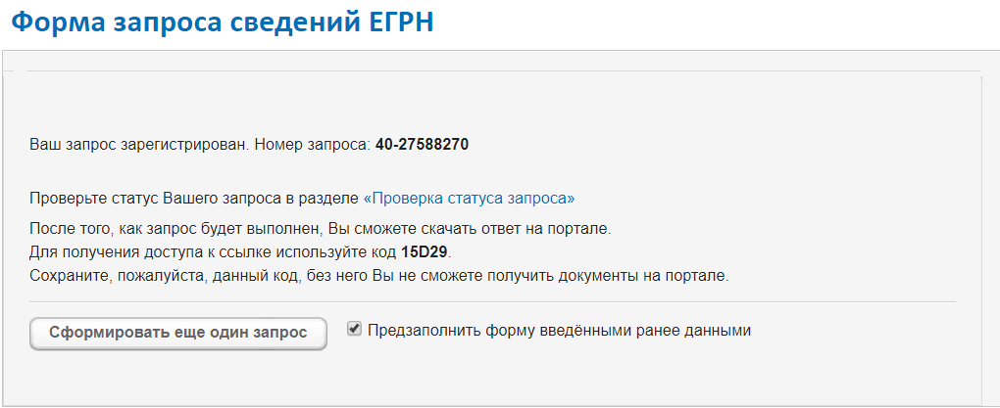 Форма запроса сведений ЕГРН
Ваш запрос зарегистрирован. Номер запроса: 40-27588270
Проверьте статус Вашего запроса в разделе «Проверка статуса запроса»
После того, как запрос будет выполнен, Вы сможете скачать ответ на портале.
Для получения доступа к ссылке используйте код 15D29.
Сохраните, пожалуйста, данный код, без него Вы не сможете получить документы на портале.
Сформировать еще один запрос Предзаполнить форму введёнными ранее данными